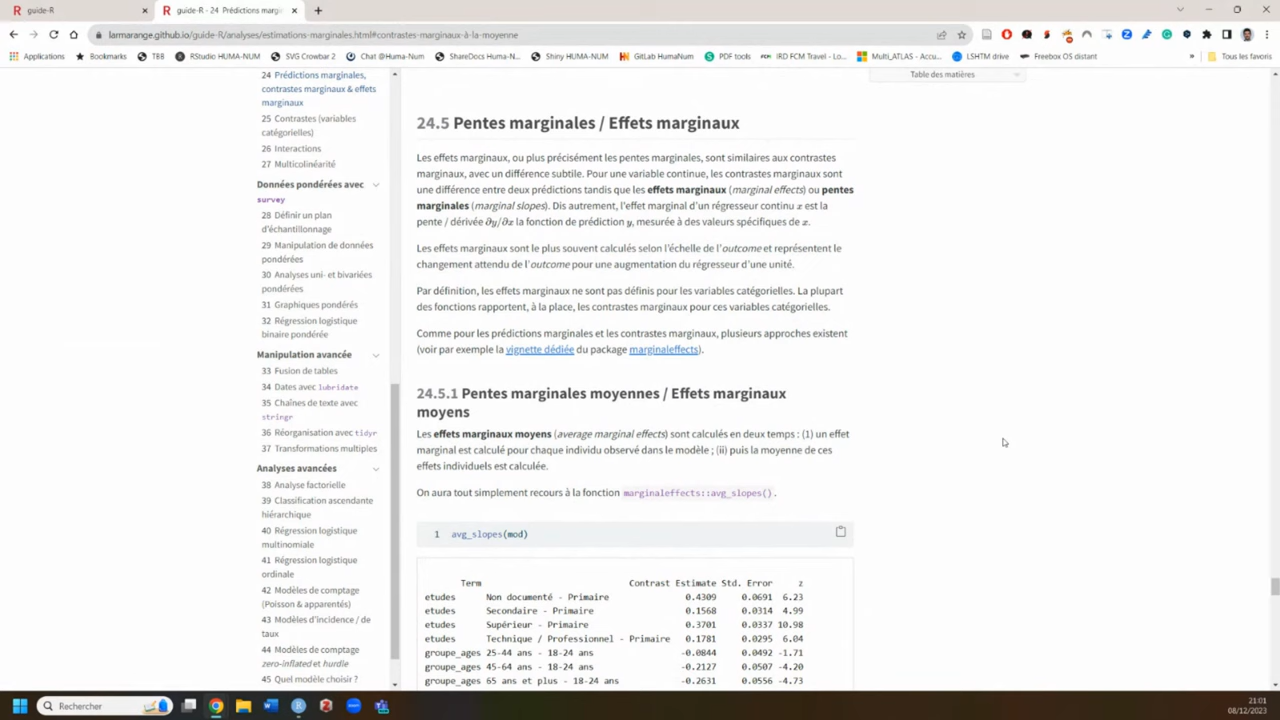 guide-R
guide-R - 24 Prédictions marg
larmarange.github.io/guide-R/analyses/estimations-marginales.html#contrastes-marginaux-à-la-moyenne
Applications
Bookmarks
TBB
RStudio HUMA-NUM
SVG Crowbar 2
Chat @Huma-Num
ShareDocs Huma-N...
Shiny HUMA-NUM
GitLab HumaNum
PDF tools
IRD FCM Travel - Lo...
Multi_ATLAS - Accu...
LSHTM drive
Freebox OS distant
»
Tous les favoris
24 Prédictions marginales,
contrastes marginaux & effets
marginaux
25 Contrastes (variables
catégorielles)
26 Interactions
27 Multicolinéarité
Données pondérées avec
survey
28 Définir un plan
d'échantillonnage
29 Manipulation de données
pondérées
30 Analyses uni- et bivariées
pondérées
31 Graphiques pondérés
32 Régression logistique
binaire pondérée
Manipulation avancée
33 Fusion de tables
34 Dates avec lubridate
35 Chaînes de texte avec
stringr
36 Réorganisation avec tidyr
37 Transformations multiples
Analyses avancées
38 Analyse factorielle
39 Classification ascendante
hiérarchique
40 Régression logistique
multinomiale
41 Régression logistique
ordinale
42 Modèles de comptage
(Poisson & apparentés)
43 Modèles d'incidence / de
taux
44 Modèles de comptage
zero-inflated et hurdle
45 Quel modèle choisir ?
Table des matières
24.5 Pentes marginales / Effets marginaux
Les effets marginaux, ou plus précisément les pentes marginales, sont similaires aux contrastes
marginaux, avec un différence subtile. Pour une variable continue, les contrastes marginaux sont
une différence entre deux prédictions tandis que les effets marginaux (marginal effects) ou pentes
marginales (marginal slopes). Dis autrement, l'effet marginal d'un régresseur continu x est la
pente / dérivée ∂y/∂x la fonction de prédiction y, mesurée à des valeurs spécifiques de x.
Les effets marginaux sont le plus souvent calculés selon l'échelle de l'outcome et représentent le
changement attendu de l'outcome pour une augmentation du régresseur d'une unité.
Par définition, les effets marginaux ne sont pas définis pour les variables catégorielles. La plupart
des fonctions rapportent, à la place, les contrastes marginaux pour ces variables catégorielles.
Comme pour les prédictions marginales et les contrastes marginaux, plusieurs approches existent
(voir par exemple la vignette dédiée du package marginaleffects).
24.5.1 Pentes marginales moyennes / Effets marginaux
moyens
Les effets marginaux moyens (average marginal effects) sont calculés en deux temps : (1) un effet
marginal est calculé pour chaque individu observé dans le modèle ; (ii) puis la moyenne de ces
effets individuels est calculée.
On aura tout simplement recours à la fonction marginaleffects::avg_slopes() .
1 avg_slopes(mod)
Term Contrast Estimate Std. Error z
etudes Non documenté - Primaire 0.4309 0.0691 6.23
etudes Secondaire - Primaire 0.1568 0.0314 4.99
etudes Supérieur - Primaire 0.3701 0.0337 10.98
etudes Technique / Professionnel - Primaire 0.1781 0.0295 6.04
groupe_ages 25-44 ans - 18-24 ans -0.0844 0.0492 -1.71
groupe_ages 45-64 ans - 18-24 ans -0.2127 0.0507 -4.20
groupe_ages 65 ans et plus - 18-24 ans -0.2631 0.0556 -4.73
Rechercher
21:01
08/12/2023